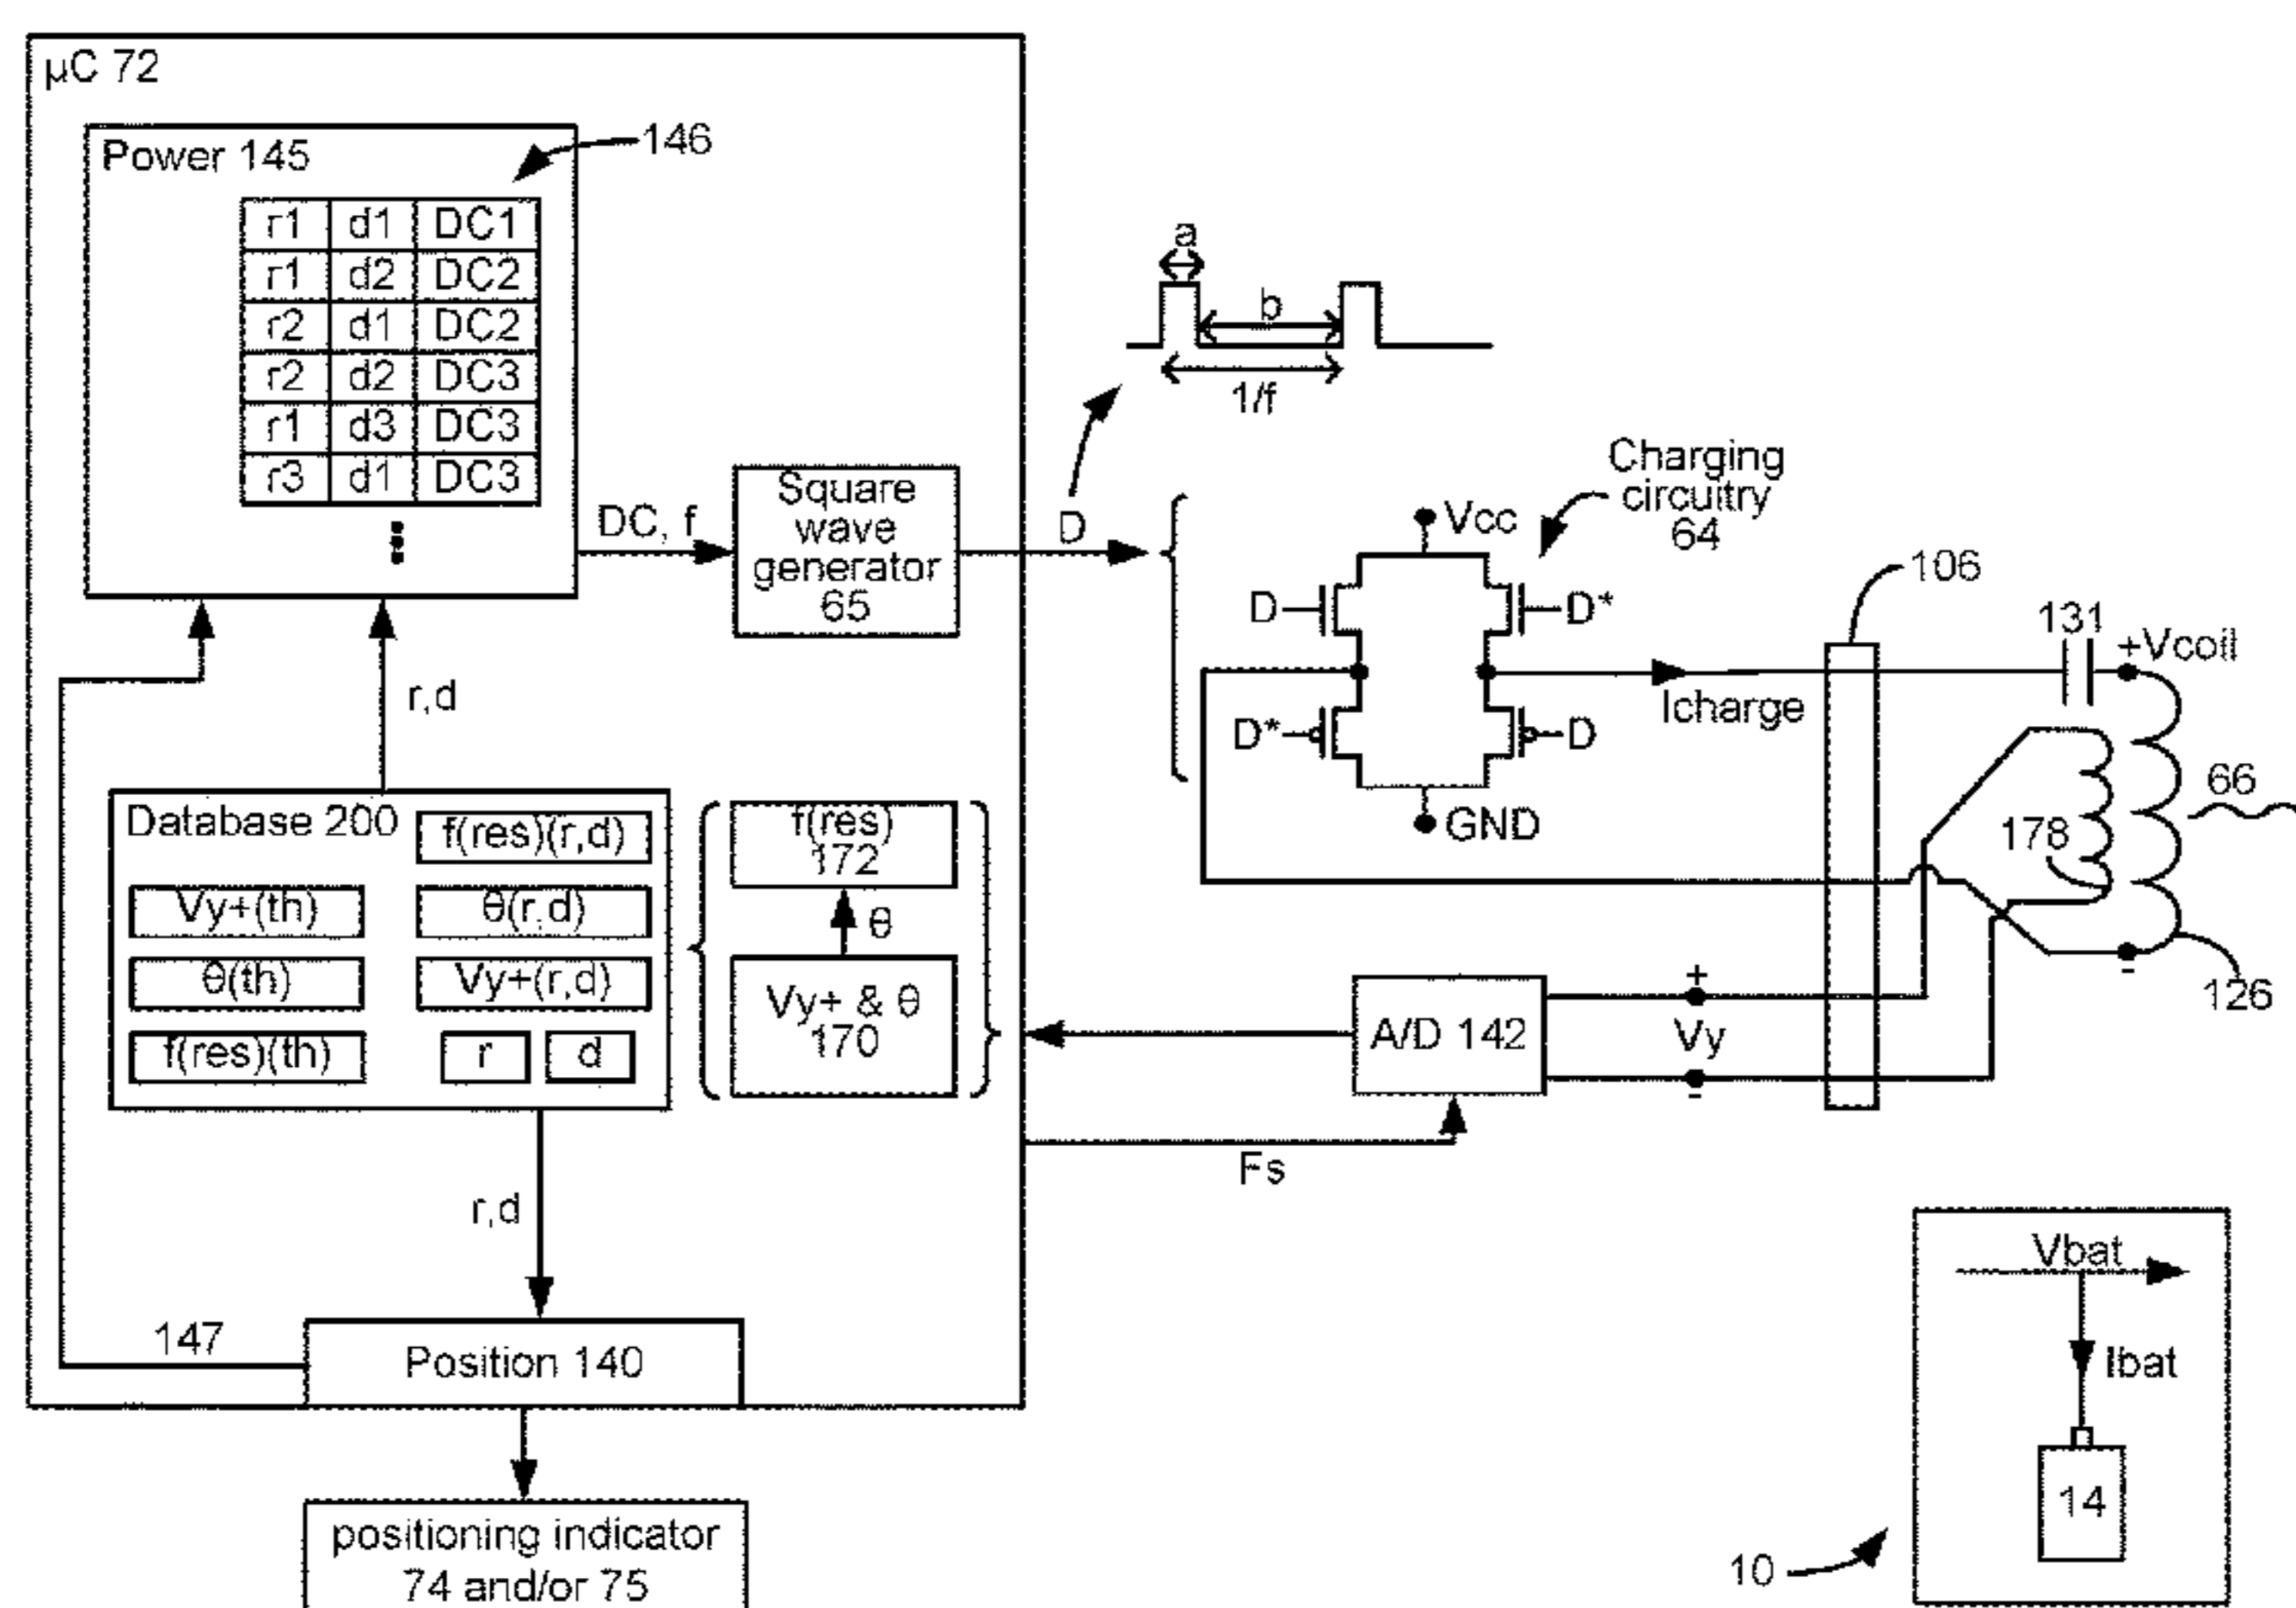 µC 72
Power 145
146
r1 d1 DC1
r1 d2 DC2
r2 d1 DC2
r2 d2 DC3
r1 d3 DC3
r3 d1 DC3
DC, f
Square
wave
generator
65
D
a
b
1/f
Charging
circuitry
64
Vcc
D
D*
D*
D
GND
Icharge
106
131
+Vcoil
66
178
126
r,d
Database 200
f(res)(r,d)
Vy+(th)
θ(r,d)
θ(th)
Vy+(r,d)
f(res)(th)
r
d
f(res)
172
θ
Vy+ & θ
170
A/D 142
+
Vy
-
-
Fs
r,d
147
Position 140
positioning indicator
74 and/or 75
Vbat
Ibat
14
10